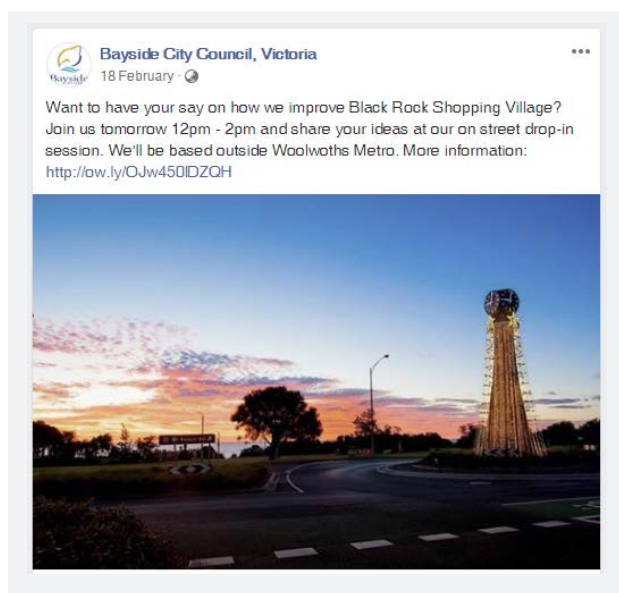 Bayside City Council, Victoria
Bayside
18 February ·
Want to have your say on how we improve Black Rock Shopping Village?
Join us tomorrow 12pm - 2pm and share your ideas at our on street drop-in
session. We'll be based outside Woolwoths Metro. More information:
http://ow.ly/OJw450IDZQH